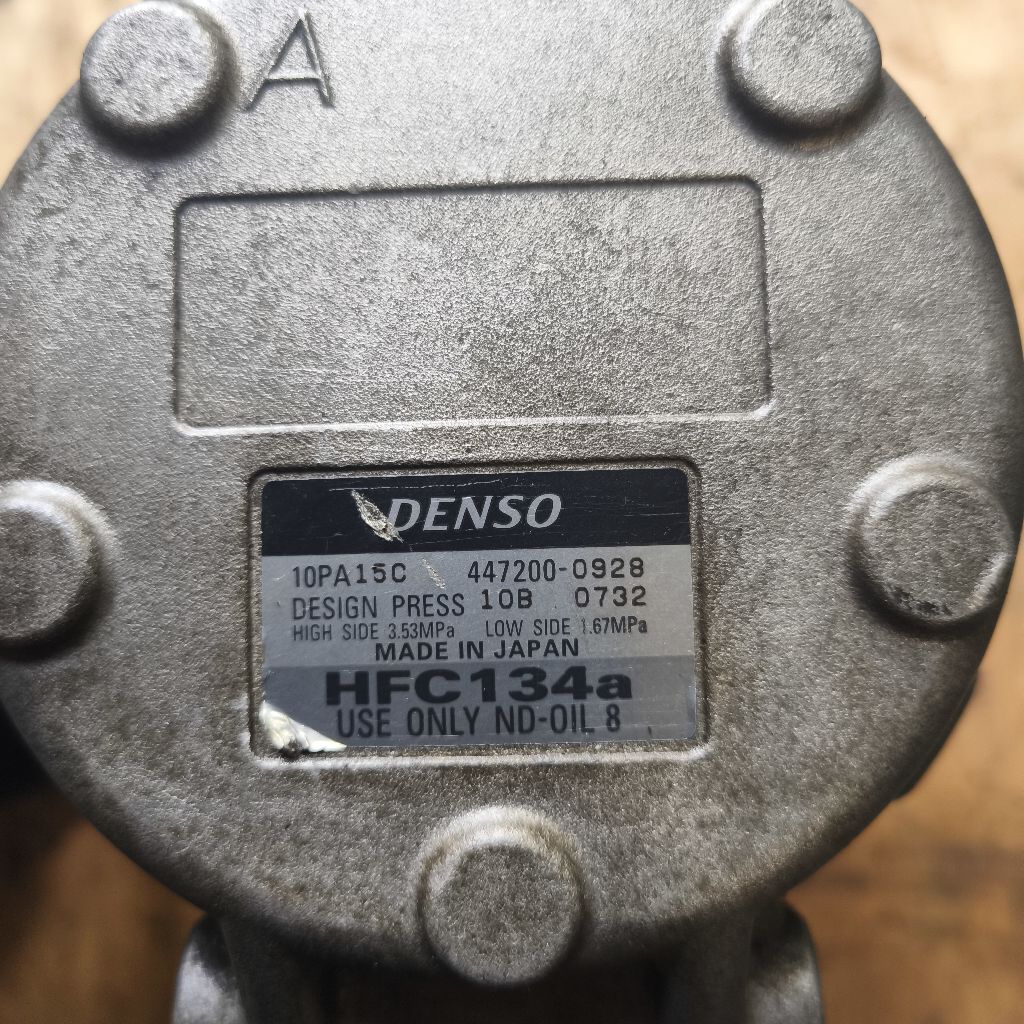 A
DENSO
10PA15C 447200-0928
DESIGN PRESS 10B 0732
HIGH SIDE 3.53MPa LOW SIDE 1.67MPa
MADE IN JAPAN
HFC134a
USE ONLY ND-OIL 8